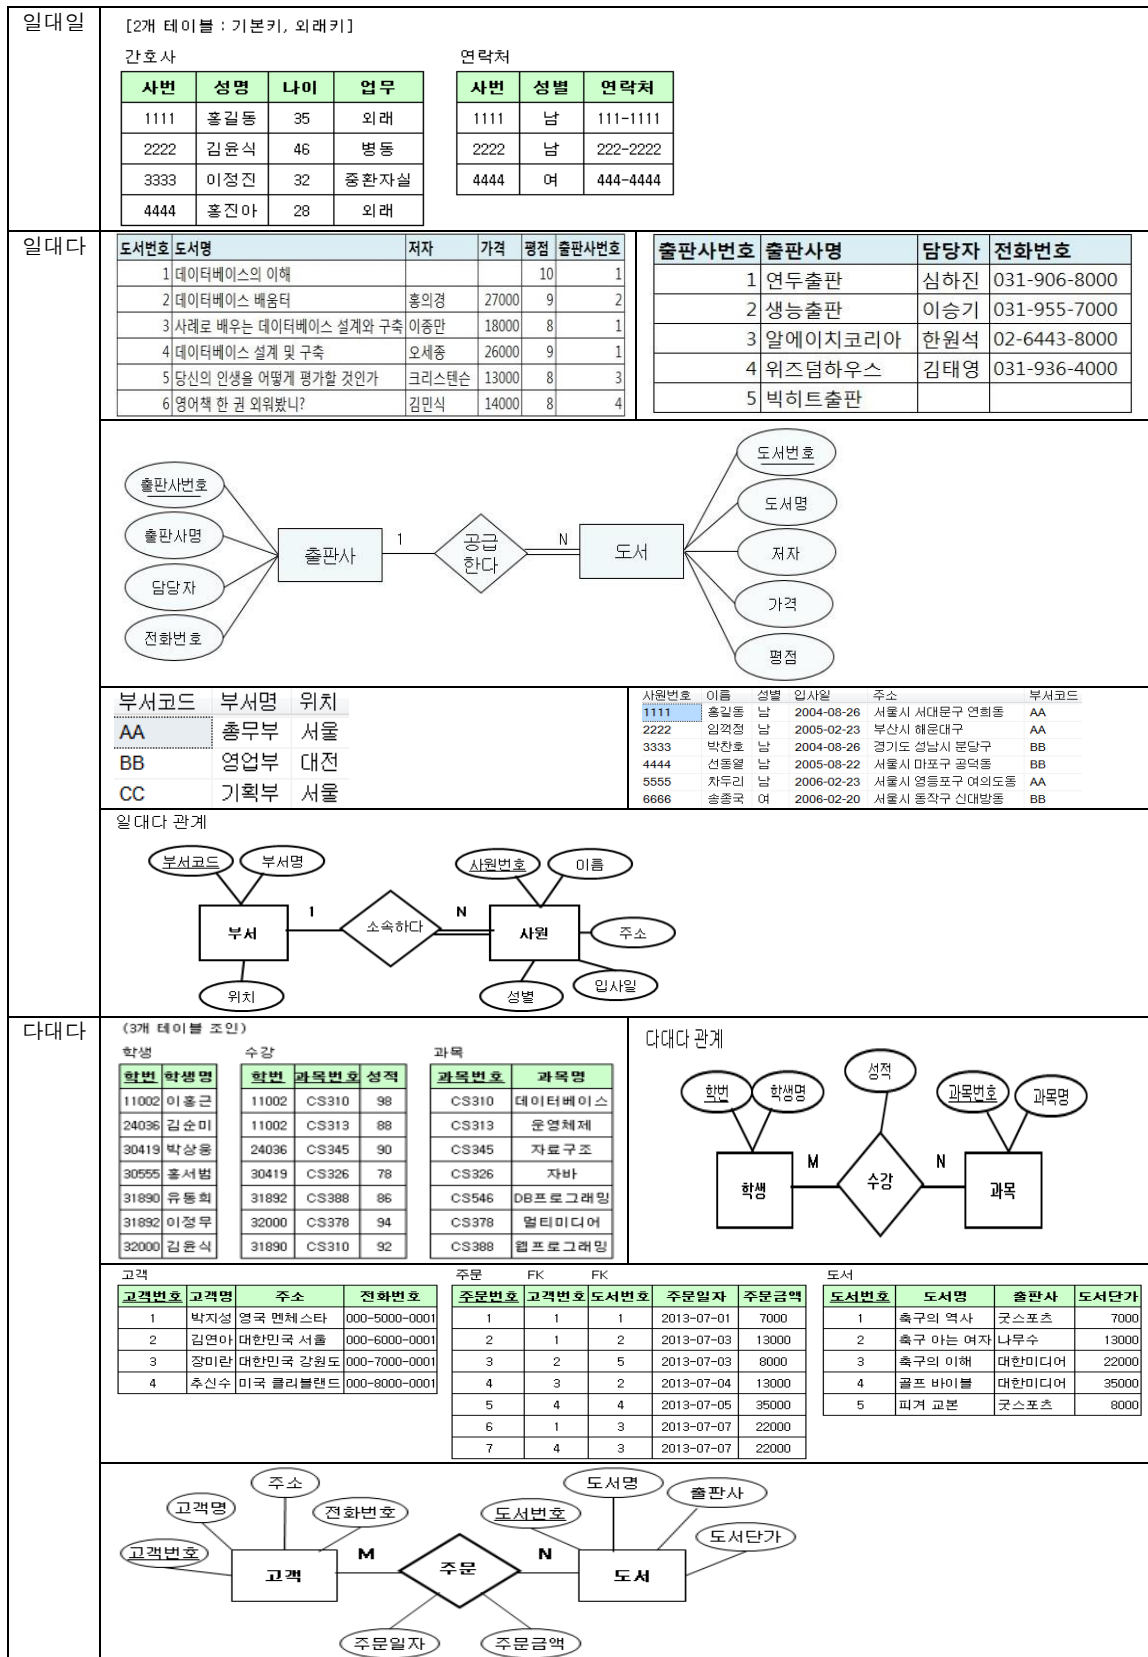 일대일
[2개 테이블 : 기본키, 외래키]
간호사
사번 성명 나이 업무
1111 홍길동 35 외래
2222 김윤식 46 병동
3333 이정진 32 중환자실
4444 홍진아 28 외래
연락처
사번 성별 연락처
1111 남 111-1111
2222 남 222-2222
4444 여 444-4444
일대다
도서번호 도서명 저자 가격 평점 출판사번호
1 데이터베이스의 이해 10 1
2 데이터베이스 배움터 홍의경 27000 9 2
3 사례로 배우는 데이터베이스 설계와 구축 이종만 18000 8 1
4 데이터베이스 설계 및 구축 오세종 26000 9 1
5 당신의 인생을 어떻게 평가할 것인가 크리스텐슨 13000 8 3
6 영어책 한 권 외워봤니? 김민식 14000 8 4
출판사번호 출판사명 담당자 전화번호
1 연두출판 심하진 031-906-8000
2 생능출판 이승기 031-955-7000
3 알에이치코리아 한원석 02-6443-8000
4 위즈덤하우스 김태영 031-936-4000
5 빅히트출판
출판사번호
출판사명
담당자
전화번호
출판사
1
공급
한다
N
도서
도서번호
도서명
저자
가격
평점
부서코드 부서명 위치
AA 총무부 서울
BB 영업부 대전
CC 기획부 서울
사원번호 이름 성별 입사일 주소 부서코드
1111 홍길동 남 2004-08-26 서울시 서대문구 연희동 AA
2222 임꺽정 남 2005-02-23 부산시 해운대구 AA
3333 박찬호 남 2004-08-26 경기도 성남시 분당구 BB
4444 선동열 남 2005-08-22 서울시 마포구 공덕동 BB
5555 차두리 남 2006-02-23 서울시 영등포구 여의도동 AA
6666 송종국 여 2006-02-20 서울시 동작구 신대방동 BB
일대다 관계
부서코드 부서명
사원번호 이름
부서 1 소속하다 N 사원 주소
위치 성별 입사일
다대다
(3개 테이블 조인)
학생
학번 학생명
11002 이홍근
24036 김순미
30419 박상웅
30555 홍서범
31890 유동희
31892 이정무
32000 김윤식
수강
학번 과목번호 성적
11002 CS310 98
11002 CS313 88
24036 CS345 90
30419 CS326 78
31892 CS388 86
32000 CS378 94
31890 CS310 92
과목
과목번호 과목명
CS310 데이터베이스
CS313 운영체제
CS345 자료구조
CS326 자바
CS546 DB프로그래밍
CS378 멀티미디어
CS388 웹프로그래밍
다대다 관계
학번 학생명 성적 과목번호 과목명
학생 M 수강 N 과목
고객
고객번호 고객명 주소 전화번호
1 박지성 영국 멘체스타 000-5000-0001
2 김연아 대한민국 서울 000-6000-0001
3 장미란 대한민국 강원도 000-7000-0001
4 추신수 미국 클리블랜드 000-8000-0001
주문 FK FK
주문번호 고객번호 도서번호 주문일자 주문금액
1 1 1 2013-07-01 7000
2 1 2 2013-07-03 13000
3 2 5 2013-07-03 8000
4 3 2 2013-07-04 13000
5 4 4 2013-07-05 35000
6 1 3 2013-07-07 22000
7 4 3 2013-07-07 22000
도서
도서번호 도서명 출판사 도서단가
1 축구의 역사 굿스포츠 7000
2 축구 아는 여자 나무수 13000
3 축구의 이해 대한미디어 22000
4 골프 바이블 대한미디어 35000
5 피겨 교본 굿스포츠 8000
주소
고객명
전화번호
고객번호
고객
M
주문
N
도서
도서번호
도서명
출판사
도서단가
주문일자
주문금액